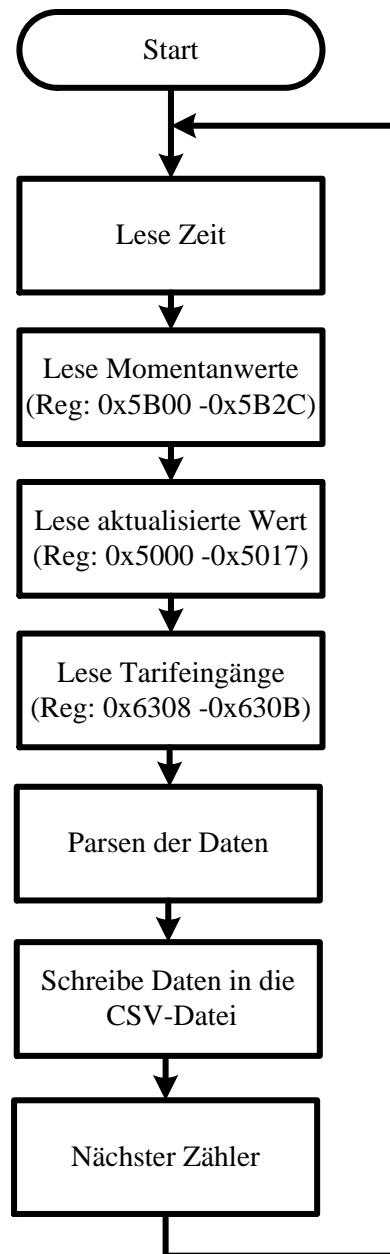 Start
Lese Zeit
Lese Momentanwerte
(Reg: 0x5B00 -0x5B2C)
Lese aktualisierte Wert
(Reg: 0x5000 -0x5017)
Lese Tarifeingänge
(Reg: 0x6308 -0x630B)
Parsen der Daten
Schreibe Daten in die
CSV-Datei
Nächster Zähler